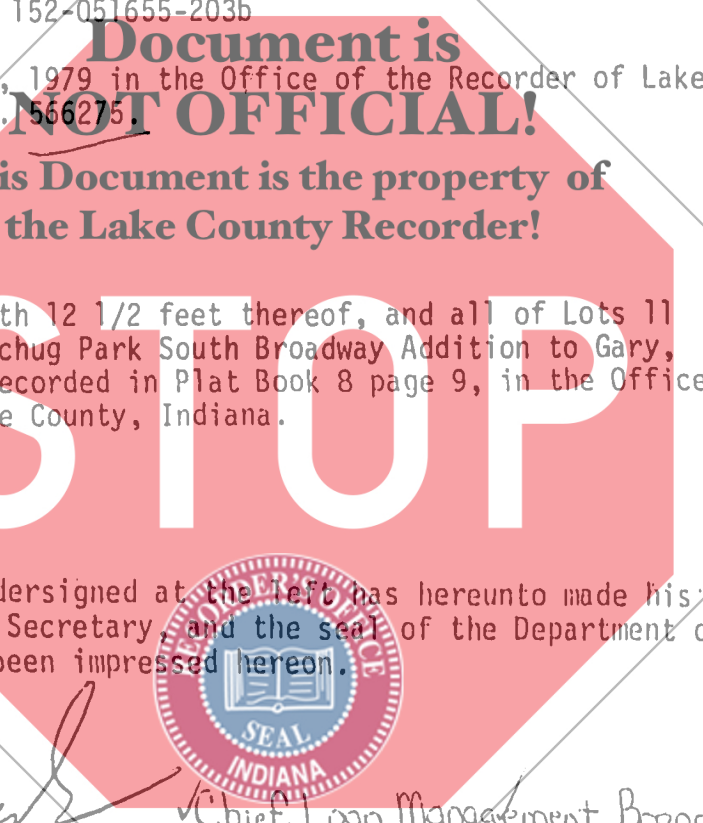 152-051655-203b
Document is
, 1979 in the Office of the Recorder of Lake
. 566275.
NOT OFFICIAL!
is Document is the property of
the Lake County Recorder!
STOP
th 12 1/2 feet thereof, and all of Lots 11
chug Park South Broadway Addition to Gary,
ecorded in Plat Book 8 page 9, in the Office
e County, Indiana.
dersigned at the left has hereunto made his
Secretary, and the seal of the Department o
been impressed hereon.
RECORDER'S OFFICE
SEAL
INDIANA
Chief, Loan Management Branc